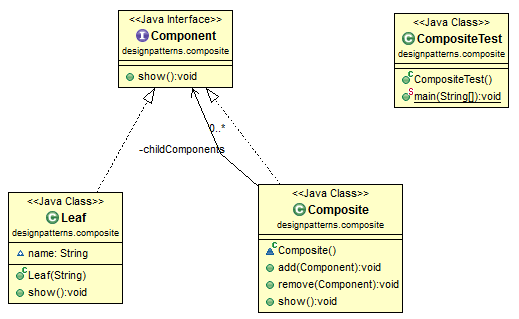 <<Java Interface>>
Component
designpatterns.composite
show():void
<<Java Class>>
CompositeTest
designpatterns.composite
CompositeTest()
main(String[]):void
0..*
-childComponents
<<Java Class>>
Leaf
designpatterns.composite
name: String
Leaf(String)
show():void
<<Java Class>>
Composite
designpatterns.composite
Composite()
add(Component):void
remove(Component):void
show():void